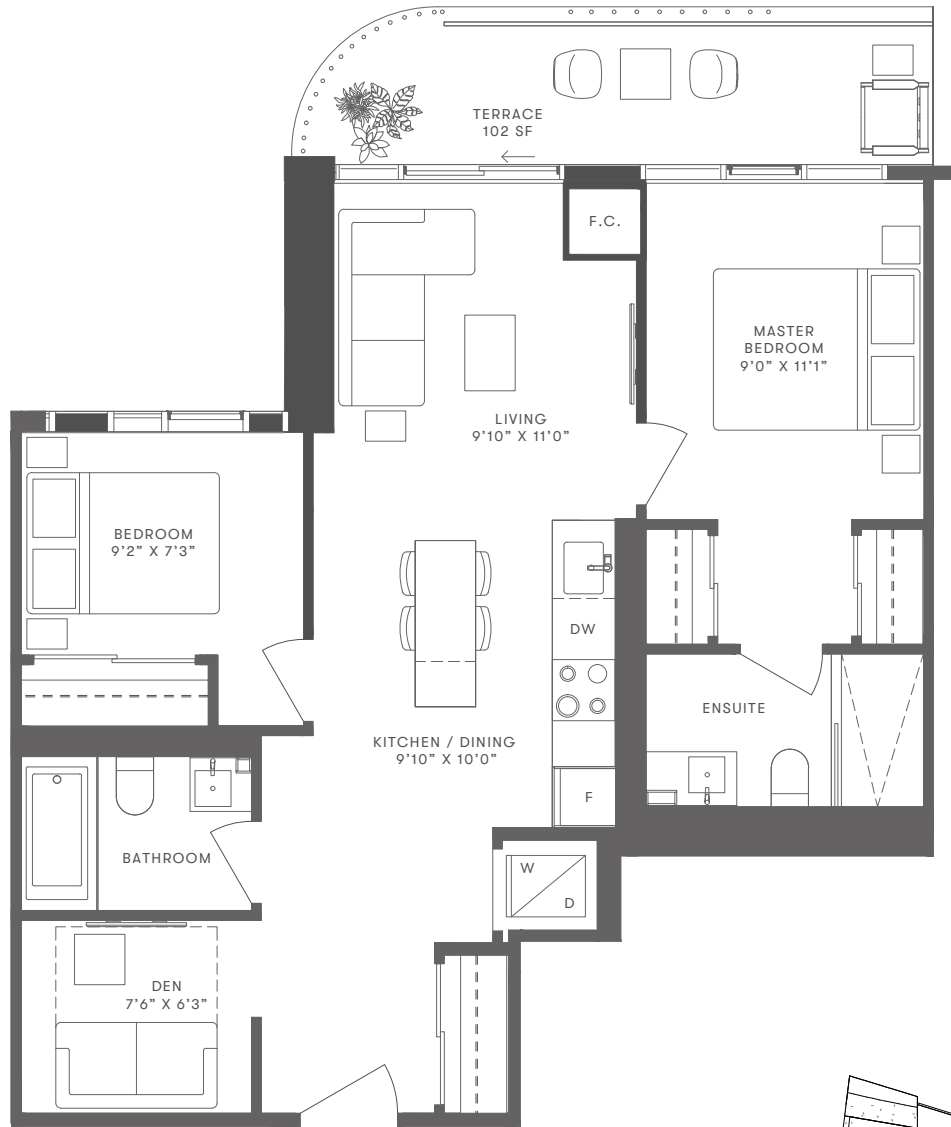 TERRACE
102 SF
F.C.
MASTER
BEDROOM
9’0” X 11’1”
LIVING
9’10” X 11’0”
BEDROOM
9’2” X 7’3”
DW
ENSUITE
KITCHEN / DINING
9’10” X 10’0”
F
BATHROOM
W
D
DEN
7’6” X 6’3”